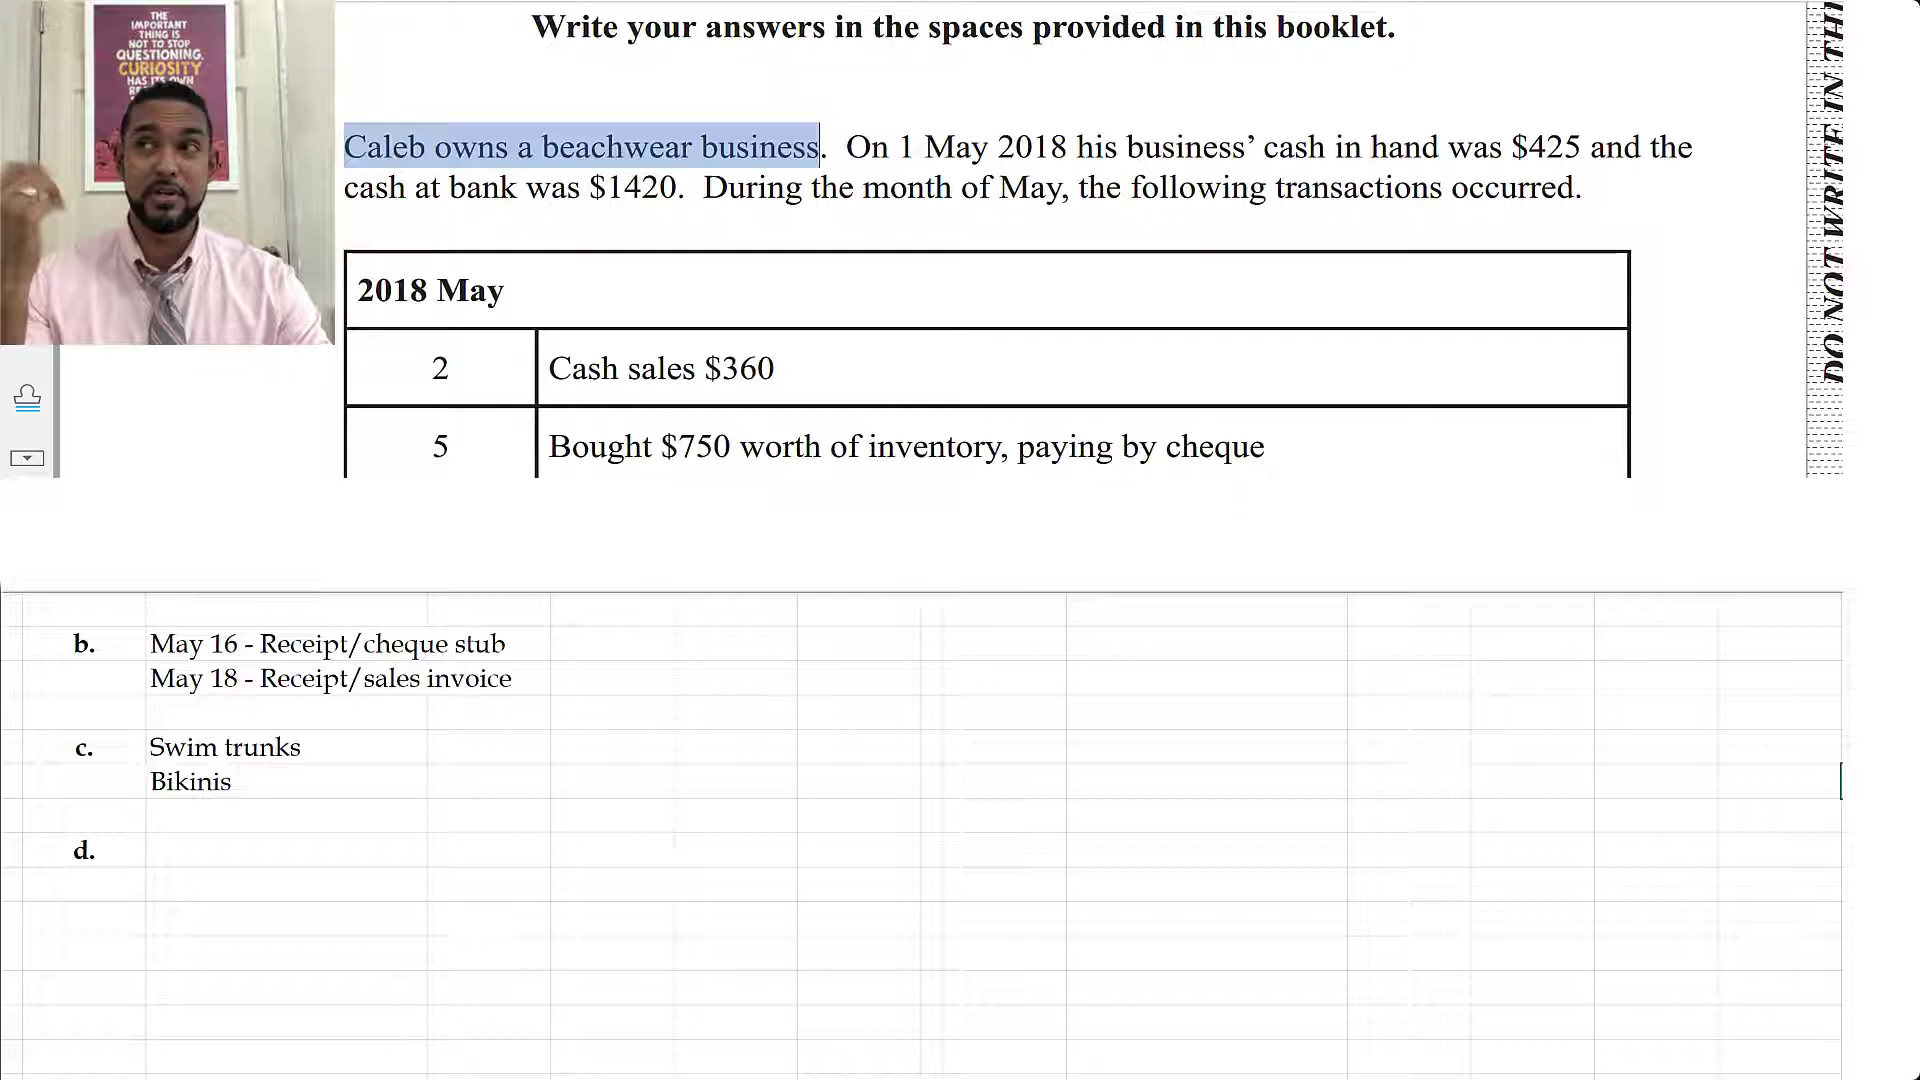 THE
IMPORTANT
THING IS
NOT TO STOP
QUESTIONING.
CURIOSITY
HAS ITS OWN
Write your answers in the spaces provided in this booklet.
Caleb owns a beachwear business. On 1 May 2018 his business’ cash in hand was $425 and the
cash at bank was $1420. During the month of May, the following transactions occurred.
2018 May
2 Cash sales $360
5 Bought $750 worth of inventory, paying by cheque
DO NOT WRITE IN THI
b. May 16 - Receipt/cheque stub
May 18 - Receipt/sales invoice
c. Swim trunks
Bikinis
d.